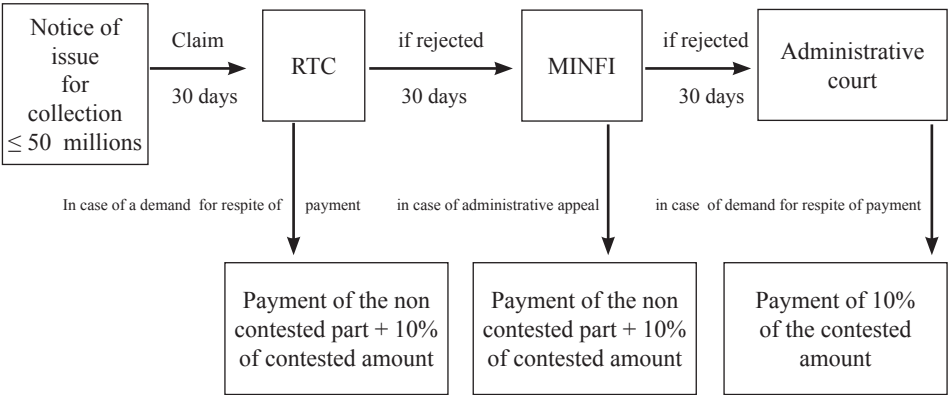 Notice of
issue
for
collection
≤ 50 millions
Claim
30 days
RTC
if rejected
30 days
MINFI
if rejected
30 days
Administrative
court
In case of a demand for respite of payment
in case of administrative appeal
in case of demand for respite of payment
Payment of the non
contested part + 10%
of contested amount
Payment of the non
contested part + 10%
of contested amount
Payment of 10%
of the contested
amount